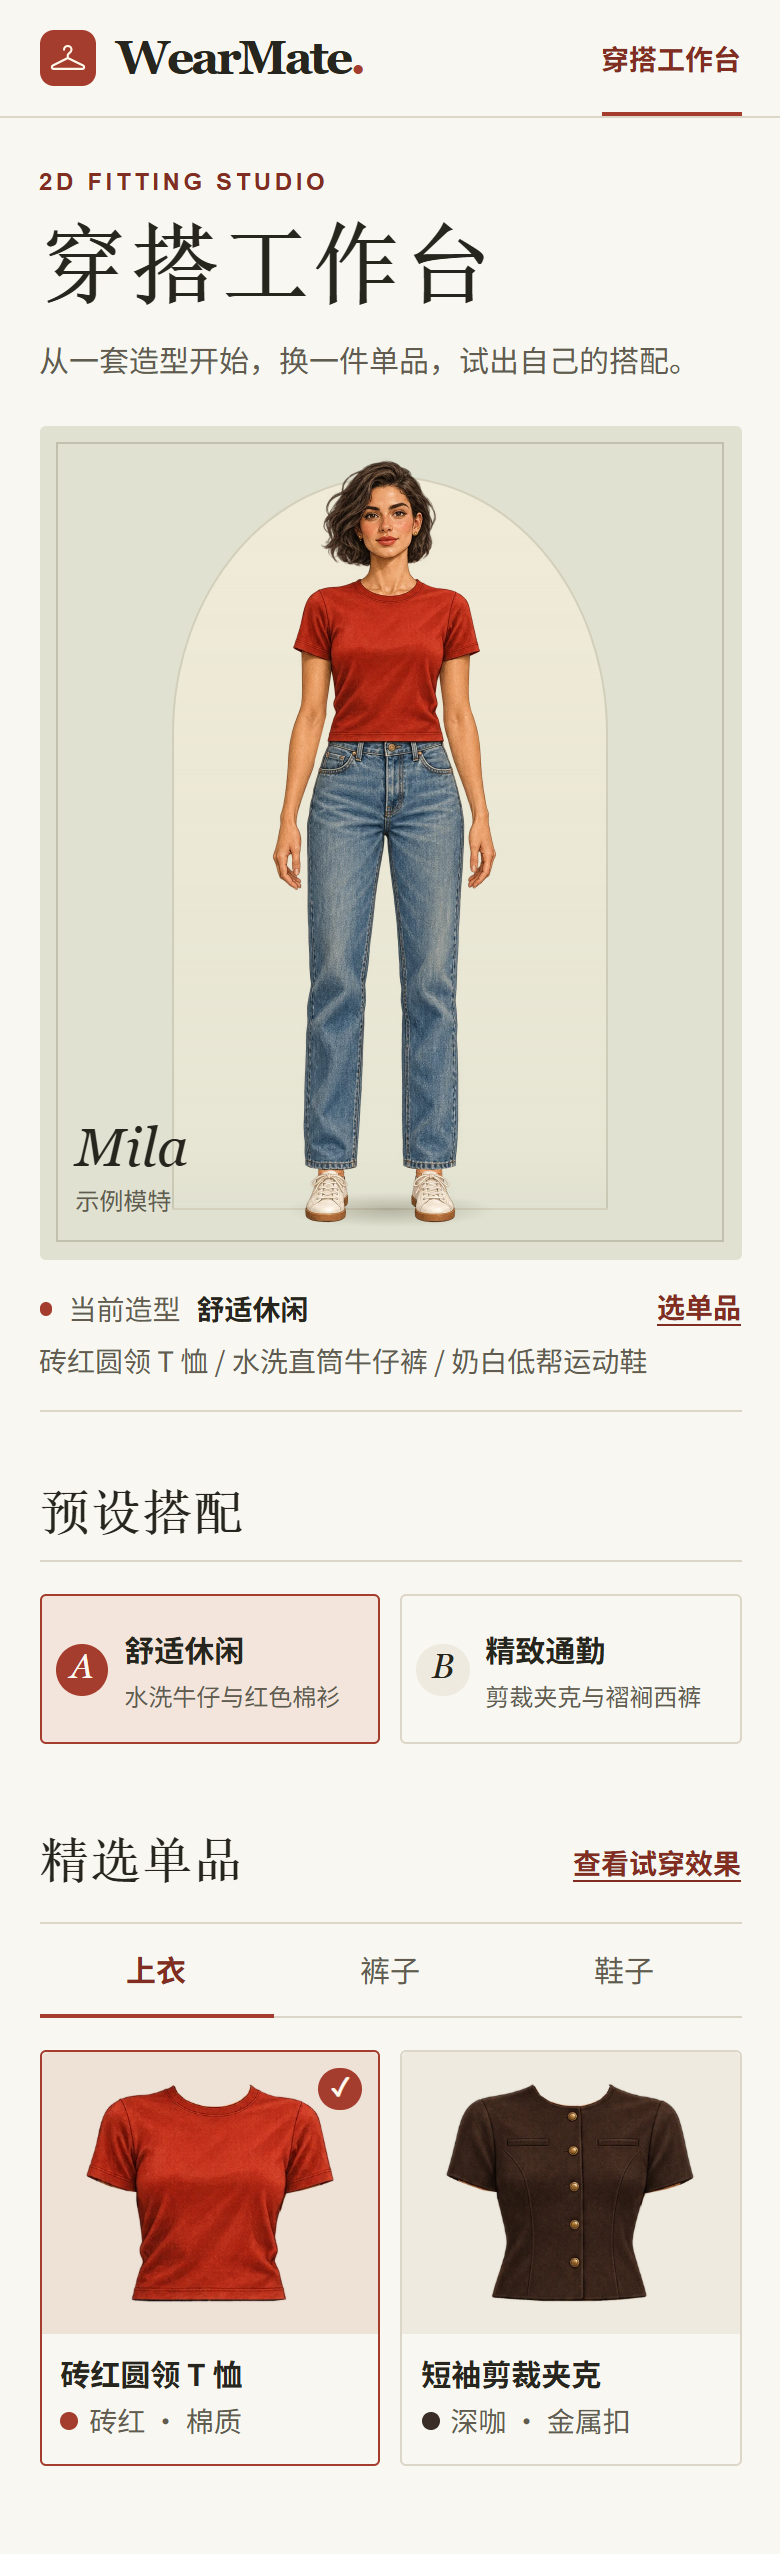 WearMate.
穿搭工作台
2D FITTING STUDIO
穿搭工作台
从一套造型开始，换一件单品，试出自己的搭配。
Mila
示例模特
当前造型 舒适休闲
选单品
砖红圆领 T 恤 / 水洗直筒牛仔裤 / 奶白低帮运动鞋
预设搭配
A
舒适休闲
水洗牛仔与红色棉衫
B
精致通勤
剪裁夹克与褶裥西裤
精选单品
查看试穿效果
上衣
裤子
鞋子
砖红圆领 T 恤
砖红 · 棉质
短袖剪裁夹克
深咖 · 金属扣